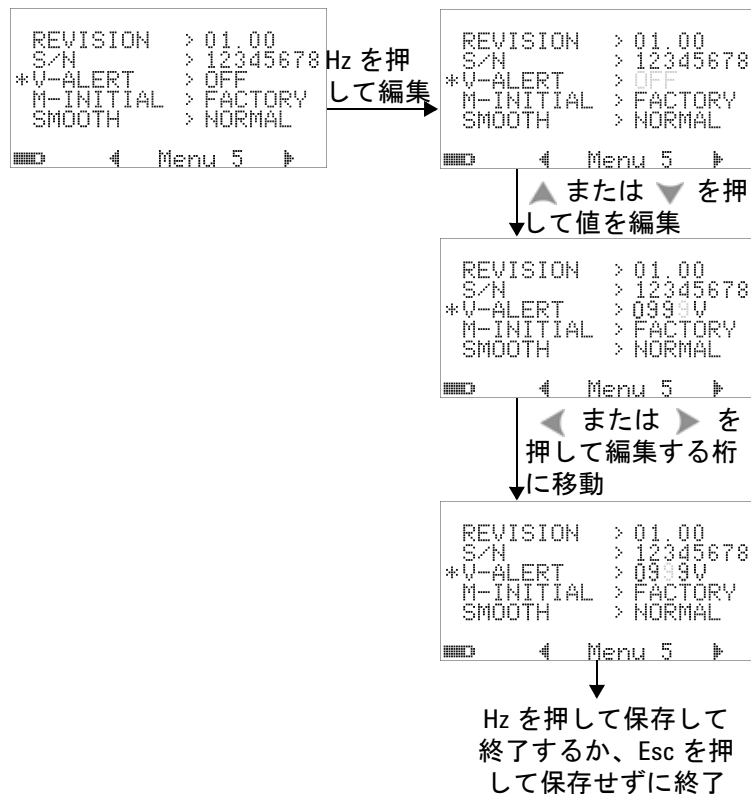 REVISION > 01.00
S/N > 12345678
*V-ALERT > OFF
M-INITIAL > FACTORY
SMOOTH > NORMAL
Menu 5
Hz を押
して編集
REVISION > 01.00
S/N > 12345678
*V-ALERT > OFF
M-INITIAL > FACTORY
SMOOTH > NORMAL
Menu 5
▲ または ▼ を押
して値を編集
REVISION > 01.00
S/N > 12345678
*V-ALERT > 0999V
M-INITIAL > FACTORY
SMOOTH > NORMAL
Menu 5
◀ または ▶ を
押して編集する桁
に移動
REVISION > 01.00
S/N > 12345678
*V-ALERT > 0999V
M-INITIAL > FACTORY
SMOOTH > NORMAL
Menu 5
Hz を押して保存して
終了するか、Esc を押
して保存せずに終了